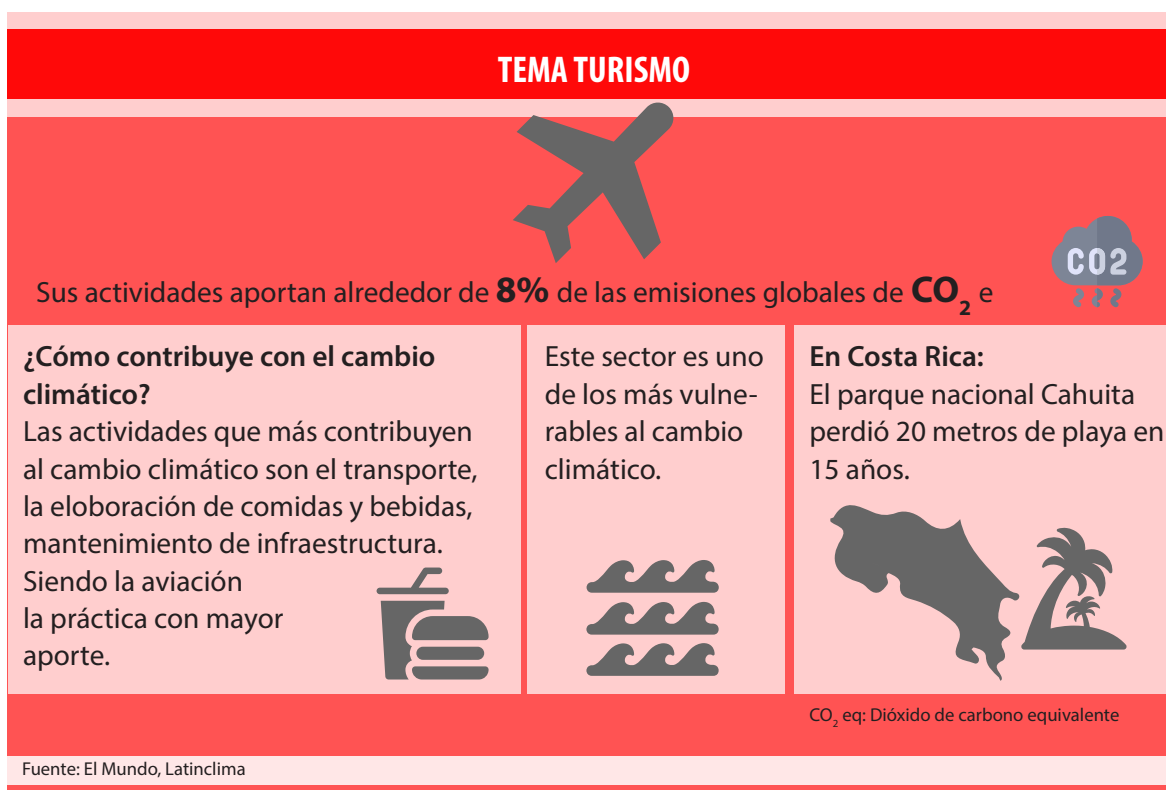 TEMA TURISMO
CO2
Sus actividades aportan alrededor de 8% de las emisiones globales de CO₂ e
¿Cómo contribuye con el cambio
climático?
Las actividades que más contribuyen
al cambio climático son el transporte,
la eloboración de comidas y bebidas,
mantenimiento de infraestructura.
Siendo la aviación
la práctica con mayor
aporte.
Este sector es uno
de los más vulne-
rables al cambio
climático.
En Costa Rica:
El parque nacional Cahuita
perdió 20 metros de playa en
15 años.
CO₂ eq: Dióxido de carbono equivalente
Fuente: El Mundo, Latinclima